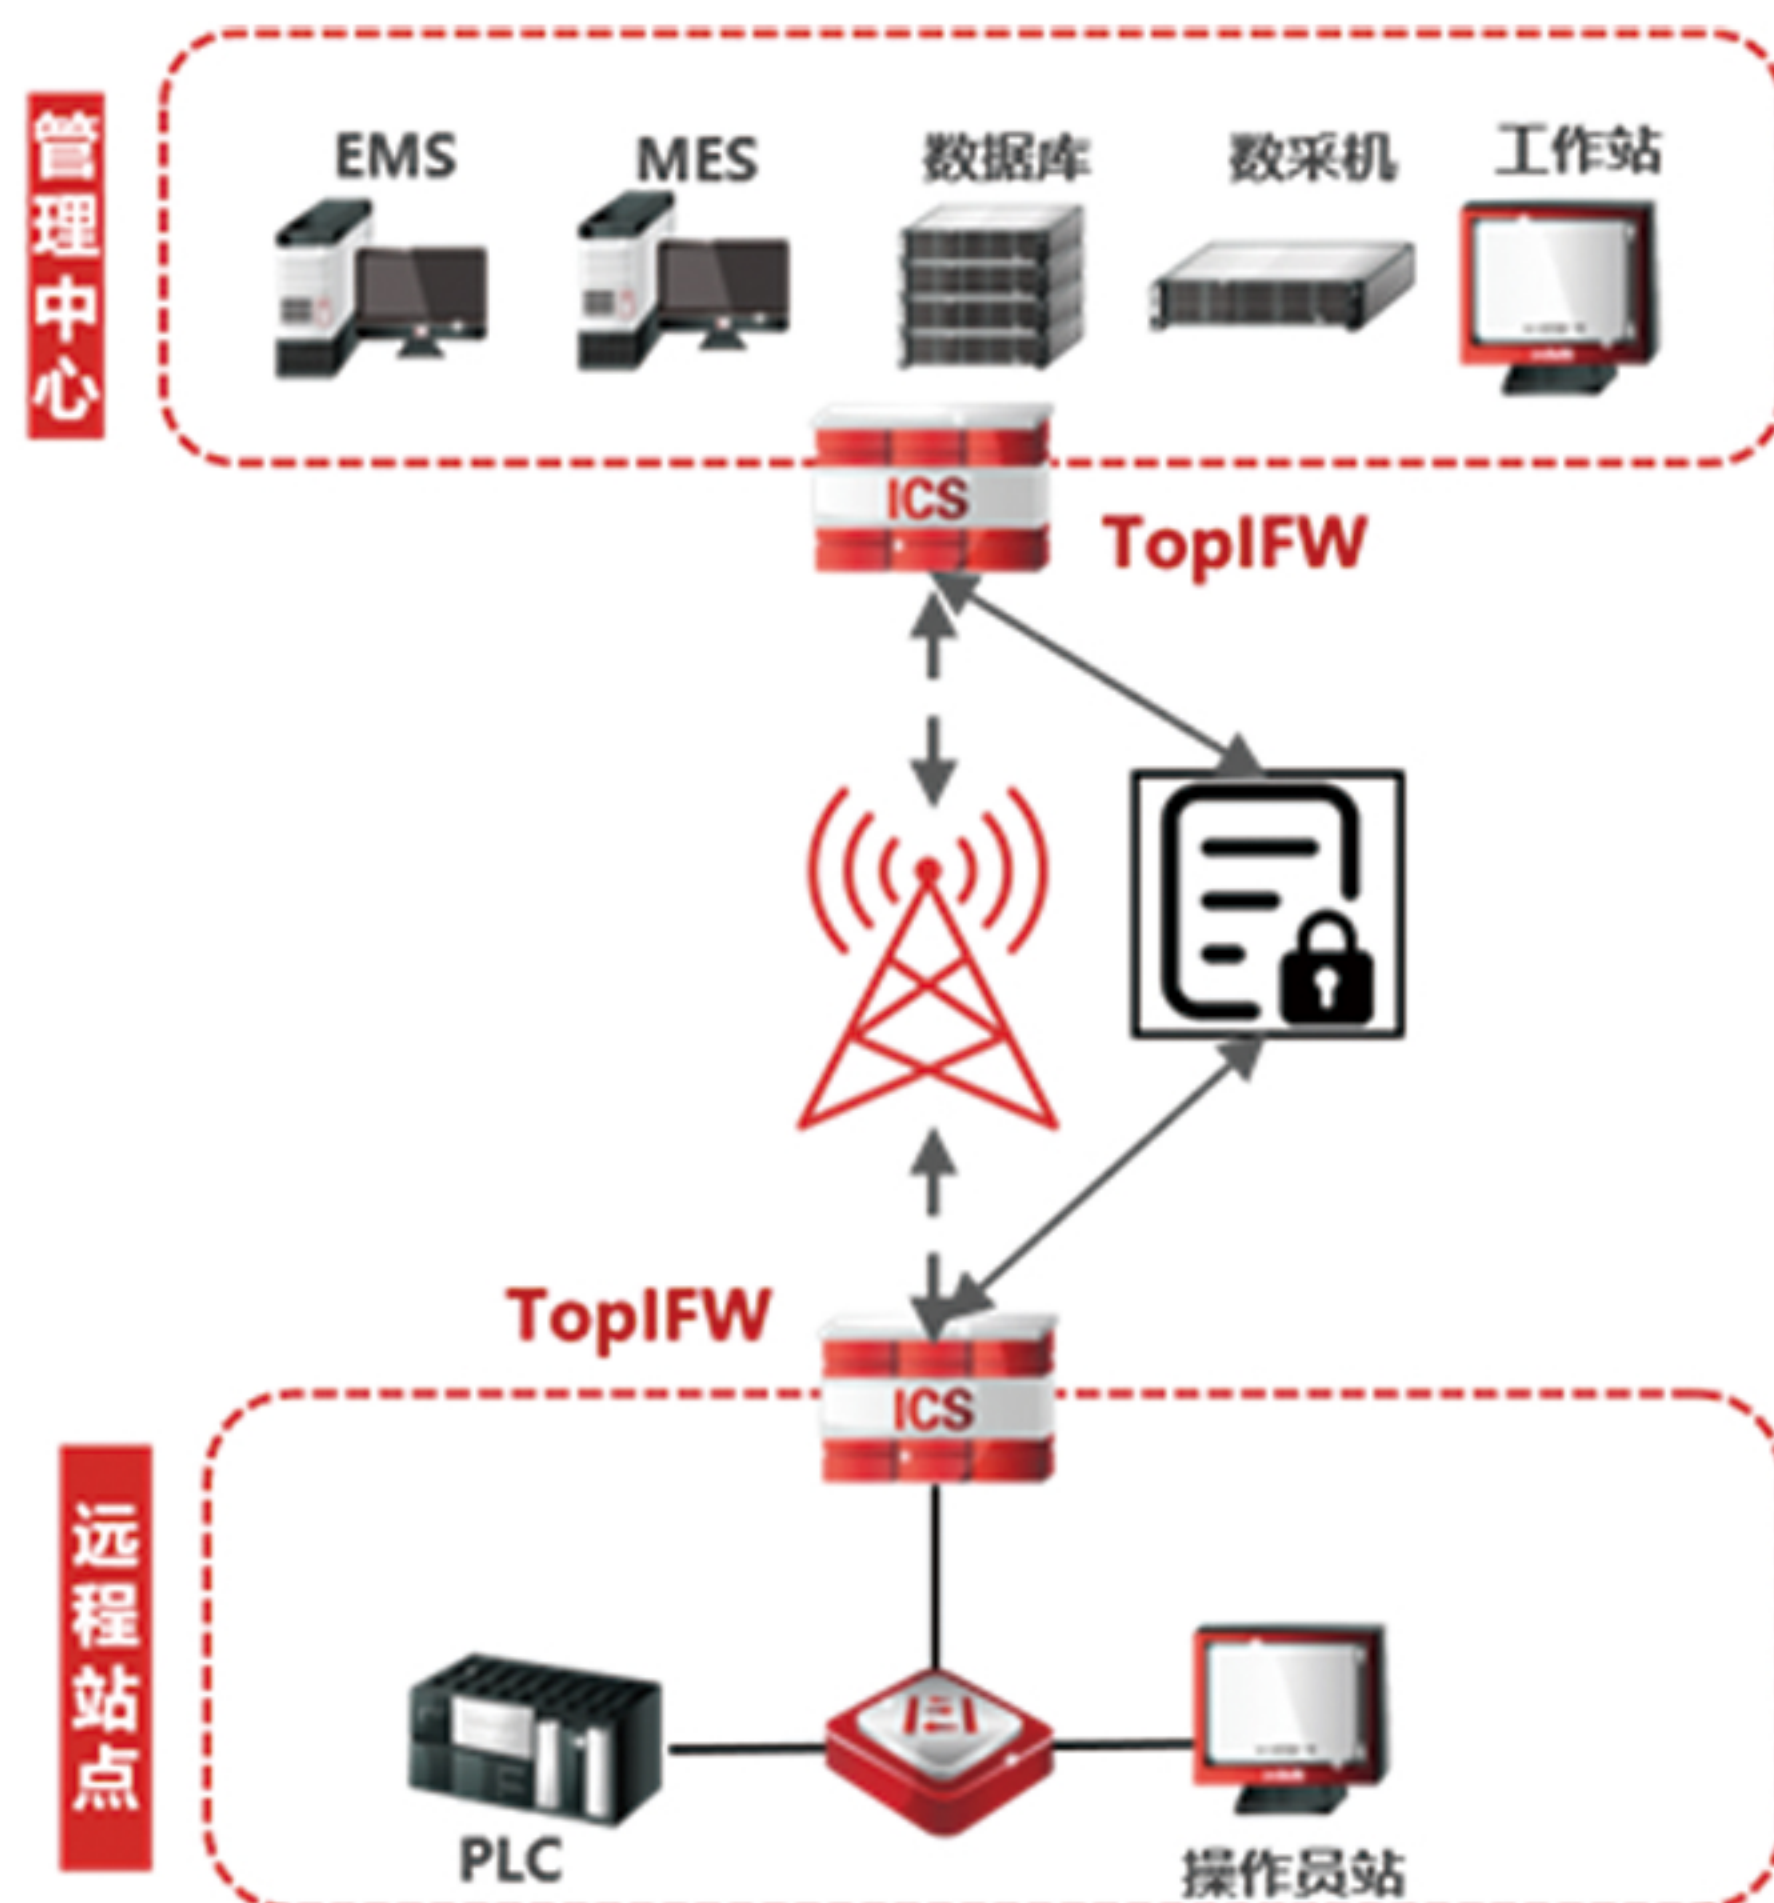 管理中心
EMS
MES
数据库
数采机
工作站
ICS
TopIFW
TopIFW
ICS
远程站点
PLC
操作员站